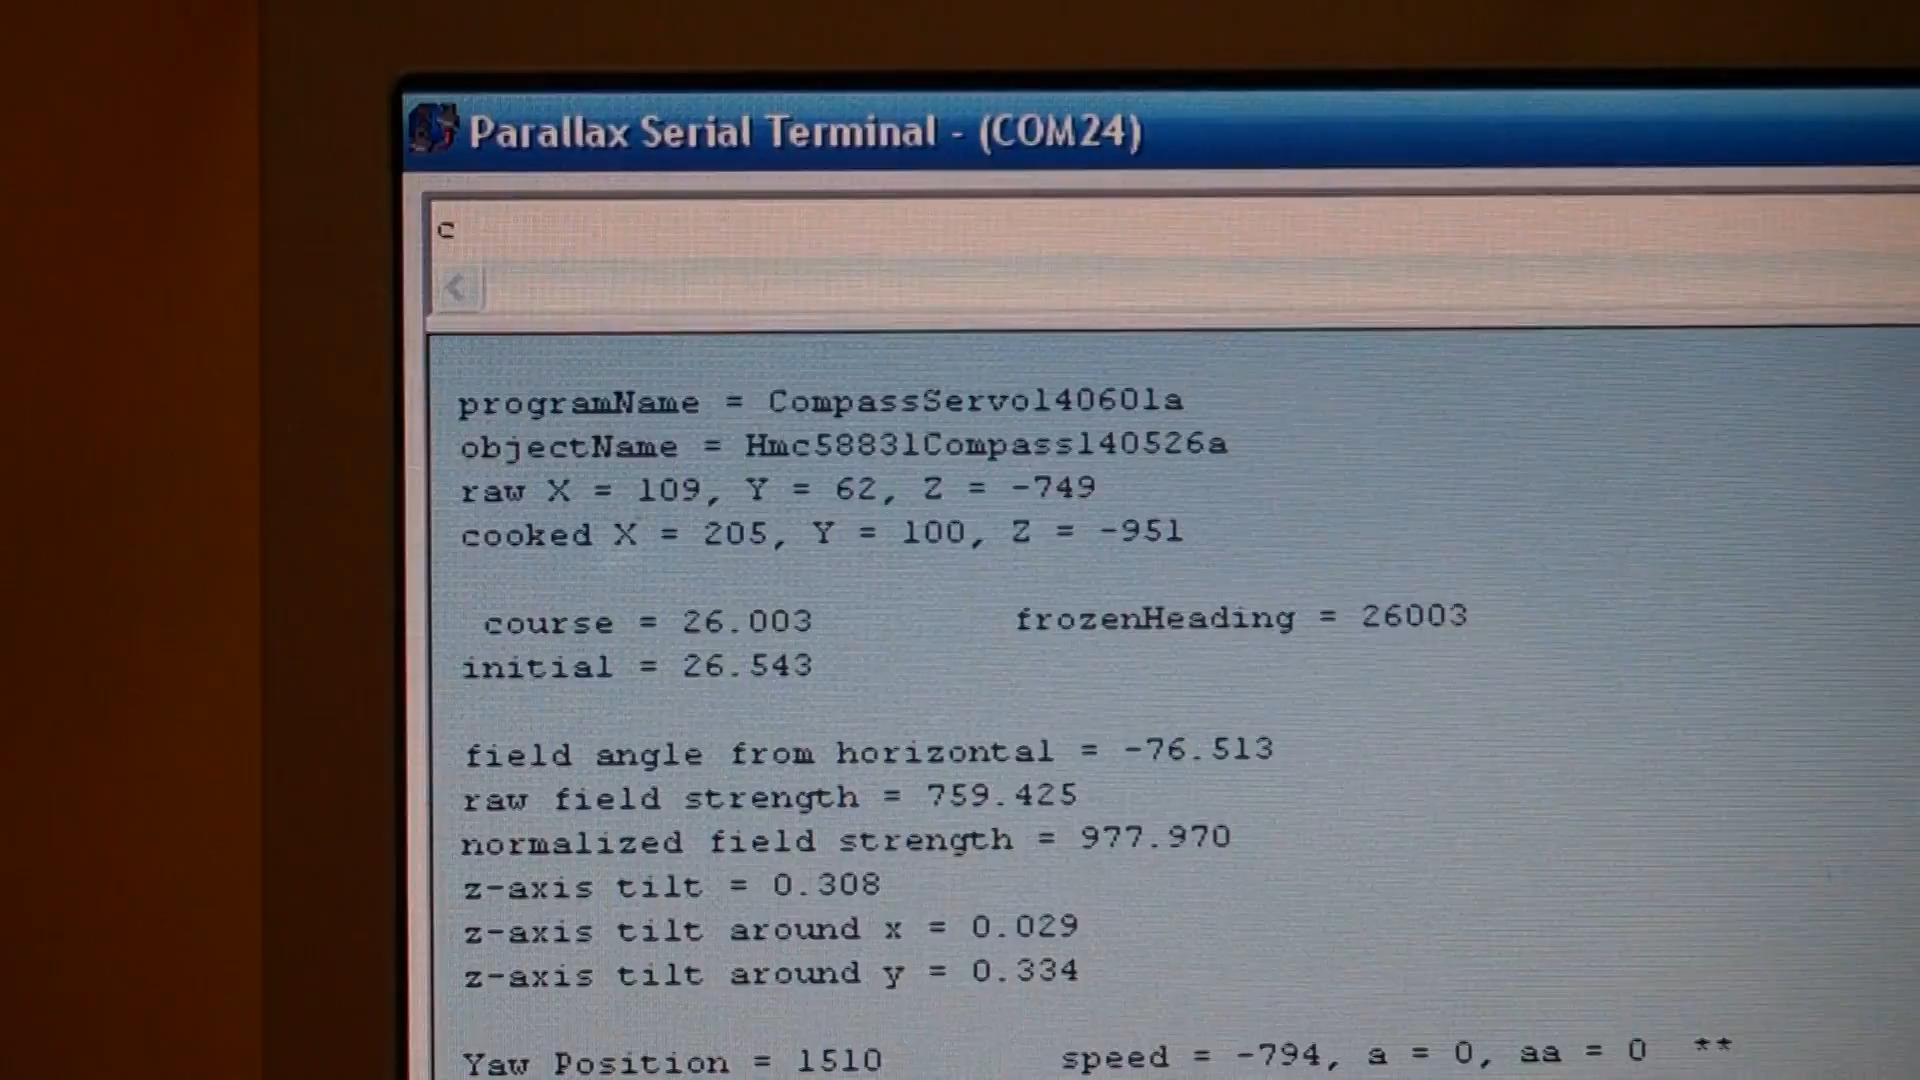 Parallax Serial Terminal - (COM24)
c
programName = CompassServo140601a
objectName = Hmc5883lCompass140526a
raw X = 109, Y = 62, Z = -749
cooked X = 205, Y = 100, Z = -951
course = 26.003 frozenHeading = 26003
initial = 26.543
field angle from horizontal = -76.513
raw field strength = 759.425
normalized field strength = 977.970
z-axis tilt = 0.308
z-axis tilt around x = 0.029
z-axis tilt around y = 0.334
Yaw Position = 1510 speed = -794, a = 0, aa = 0 **